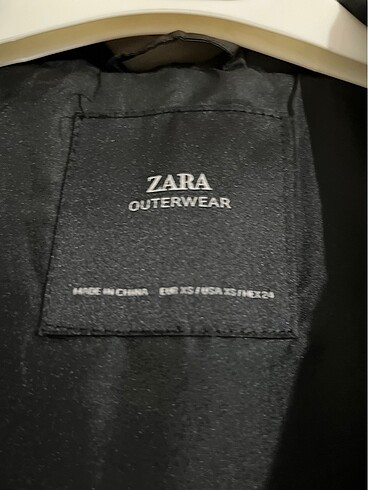 ZARA
OUTERWEAR
MADE IN CHINA EUR XS / USA XS / MEX 24